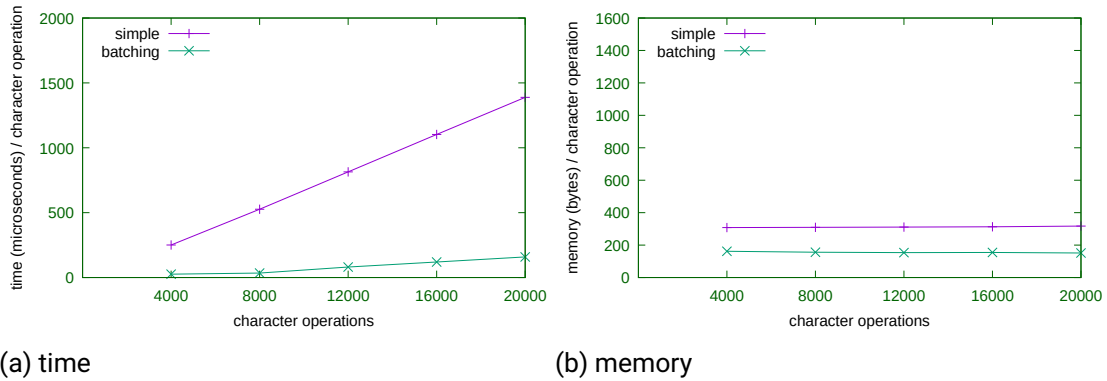 time (microseconds) / character operation
2000
1500
1000
500
0
simple
batching
4000 8000 12000 16000 20000
character operations
(a) time
memory (bytes) / character operation
1600
1400
1200
1000
800
600
400
200
0
simple
batching
4000 8000 12000 16000 20000
character operations
(b) memory